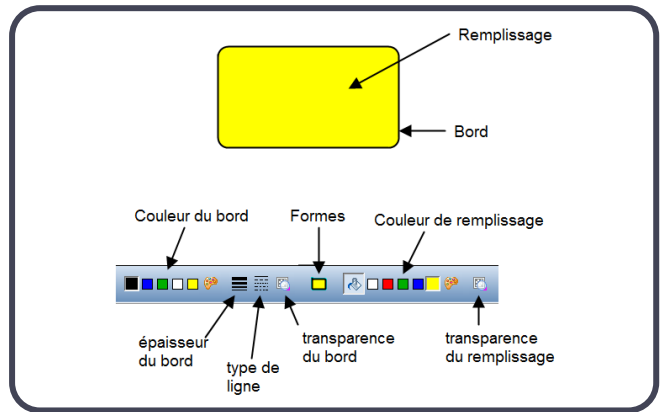 Remplissage
Bord
Couleur du bord
Formes
Couleur de remplissage
épaisseur
du bord
type de
ligne
transparence
du bord
transparence
du remplissage